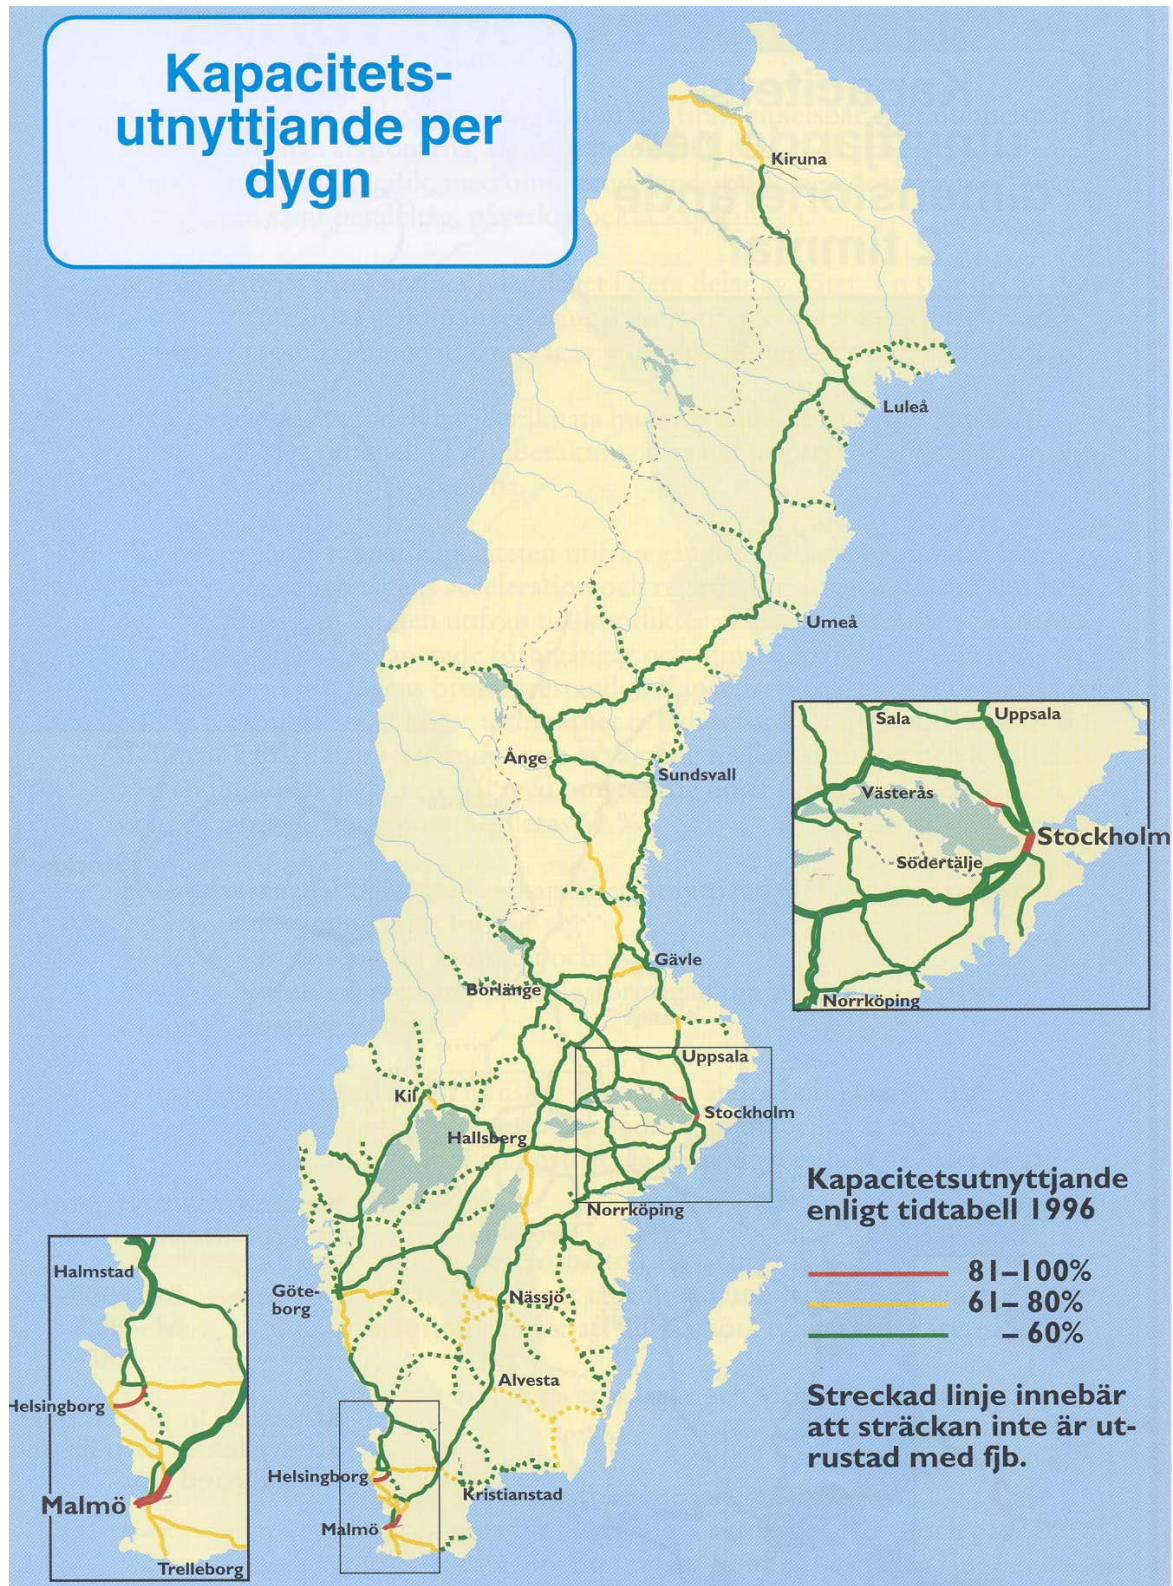 Kapacitets-
utnyttjande per
dygn
Kiruna
Luleå
Umeå
Ånge
Sundsvall
Gävle
Borlänge
Uppsala
Kil
Stockholm
Hallsberg
Norrköping
Göte-
borg
Nässjö
Alvesta
Helsingborg
Kristianstad
Malmö
Sala
Uppsala
Västerås
Stockholm
Södertälje
Norrköping
Halmstad
Helsingborg
Malmö
Trelleborg
Kapacitetsutnyttjande
enligt tidtabell 1996
81–100%
61– 80%
– 60%
Streckad linje innebär
att sträckan inte är ut-
rustad med fjb.